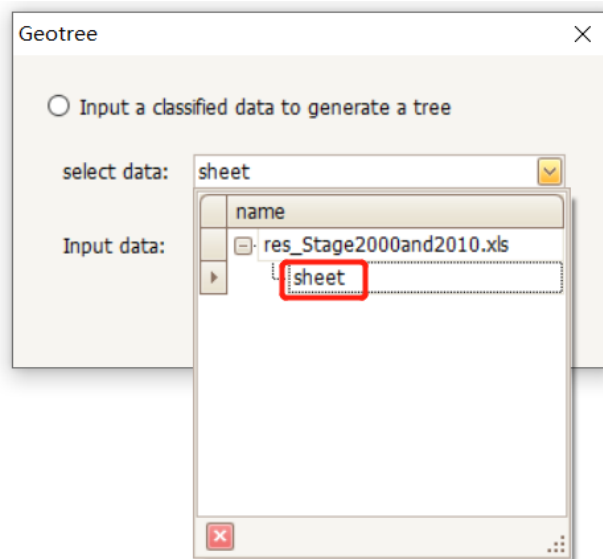 Geotree
Input a classified data to generate a tree
select data: sheet
name
Input data:
res_Stage2000and2010.xls
sheet